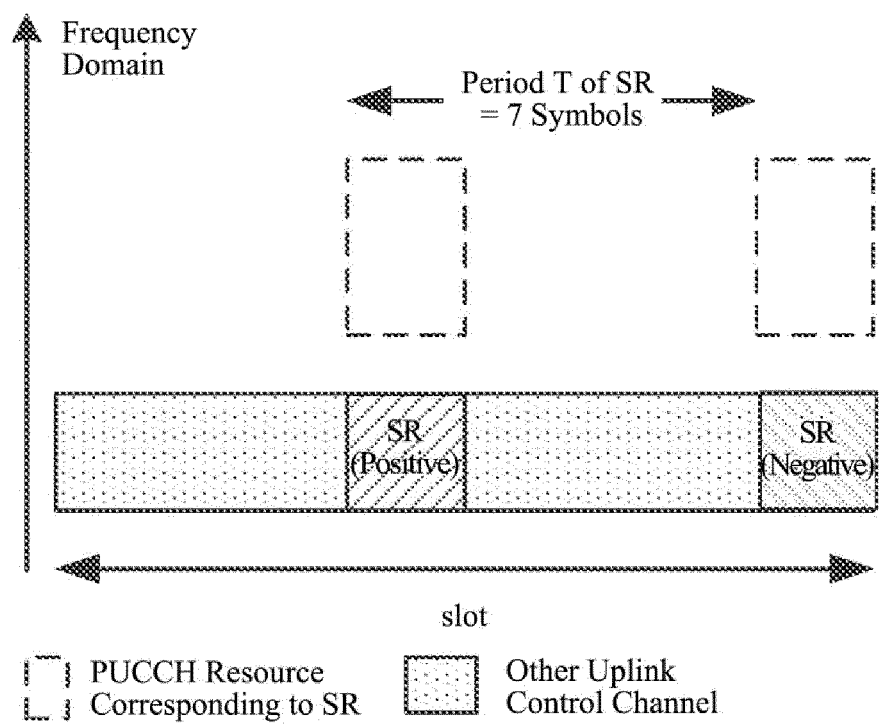 Frequency
Domain
Period T of SR
= 7 Symbols
SR
(Positive)
SR
(Negative)
slot
PUCCH Resource
Corresponding to SR
Other Uplink
Control Channel